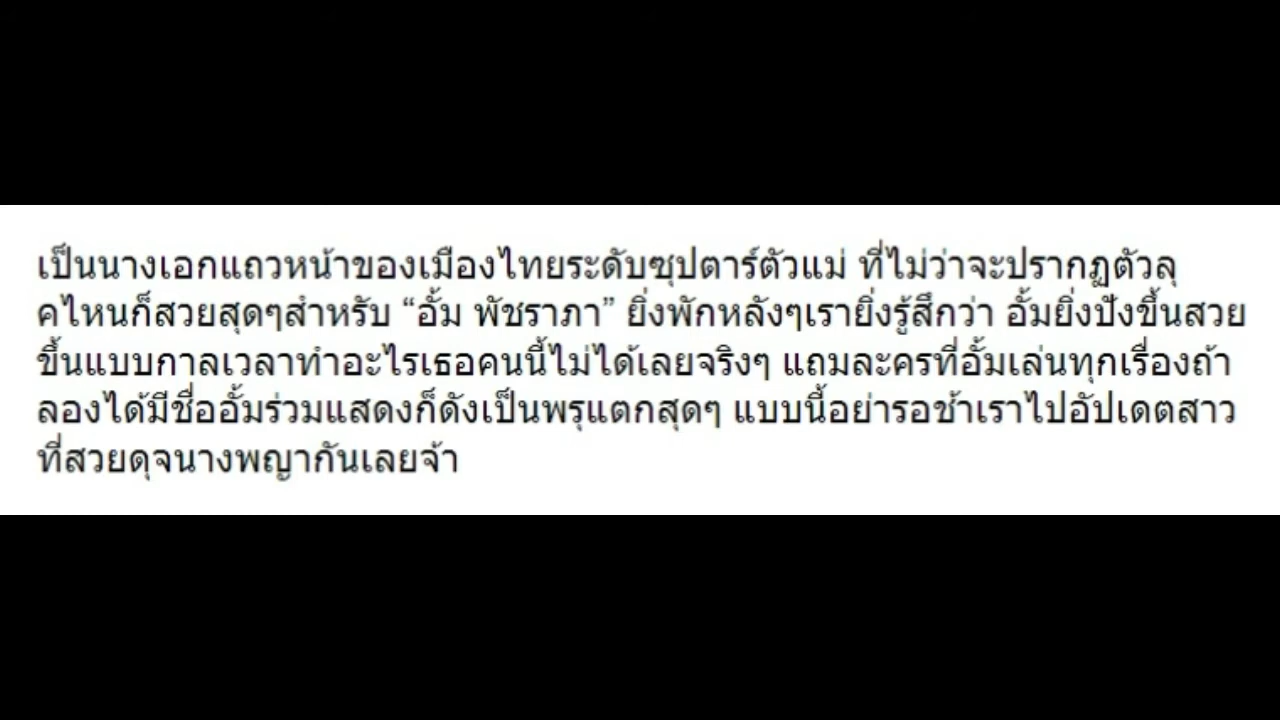 เป็นนางเอกแถวหน้าของเมืองไทยระดับซุปตาร์ตัวแม่ ที่ไม่ว่าจะปรากฏตัวลุ
คไหนก็สวยสุดๆสำหรับ “อั้ม พัชราภา” ยิ่งพักหลังๆเรายิ่งรู้สึกว่า อั้มยิ่งปังขึ้นสวย
ขึ้นแบบกาลเวลาทำอะไรเธอคนนี้ไม่ได้เลยจริงๆ แถมละครที่อั้มเล่นทุกเรื่องถ้า
ลองได้มีชื่ออั้มร่วมแสดงก็ดังเป็นพรุแตกสุดๆ แบบนี้อย่ารอช้าเราไปอัปเดตสาว
ที่สวยดุจนางพญากันเลยจ้า